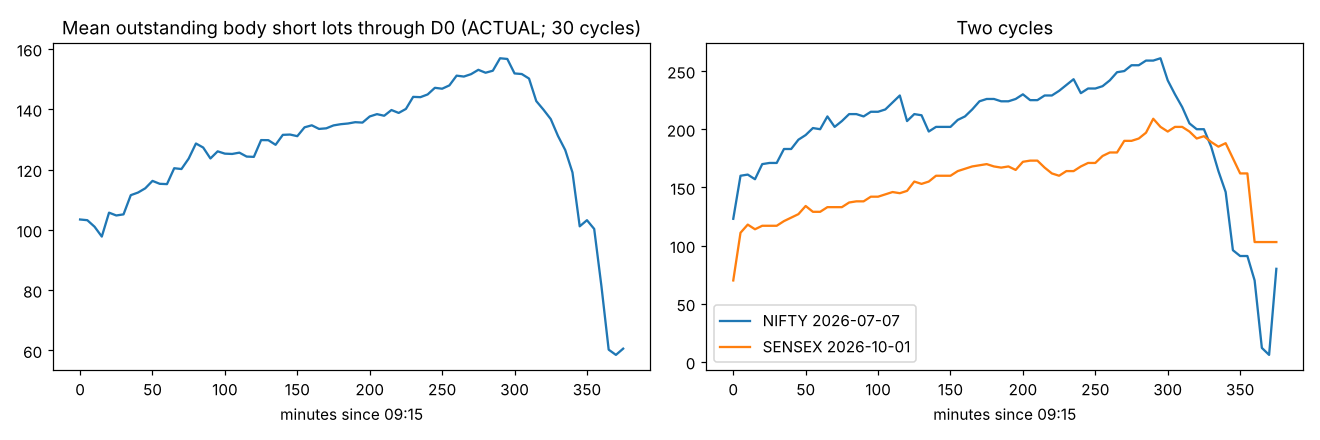 Mean outstanding body short lots through D0 (ACTUAL; 30 cycles)
160
140
120
100
80
60
0 50 100 150 200 250 300 350
minutes since 09:15
Two cycles
250
200
150
100
50
0
NIFTY 2026-07-07
SENSEX 2026-10-01
0 50 100 150 200 250 300 350
minutes since 09:15